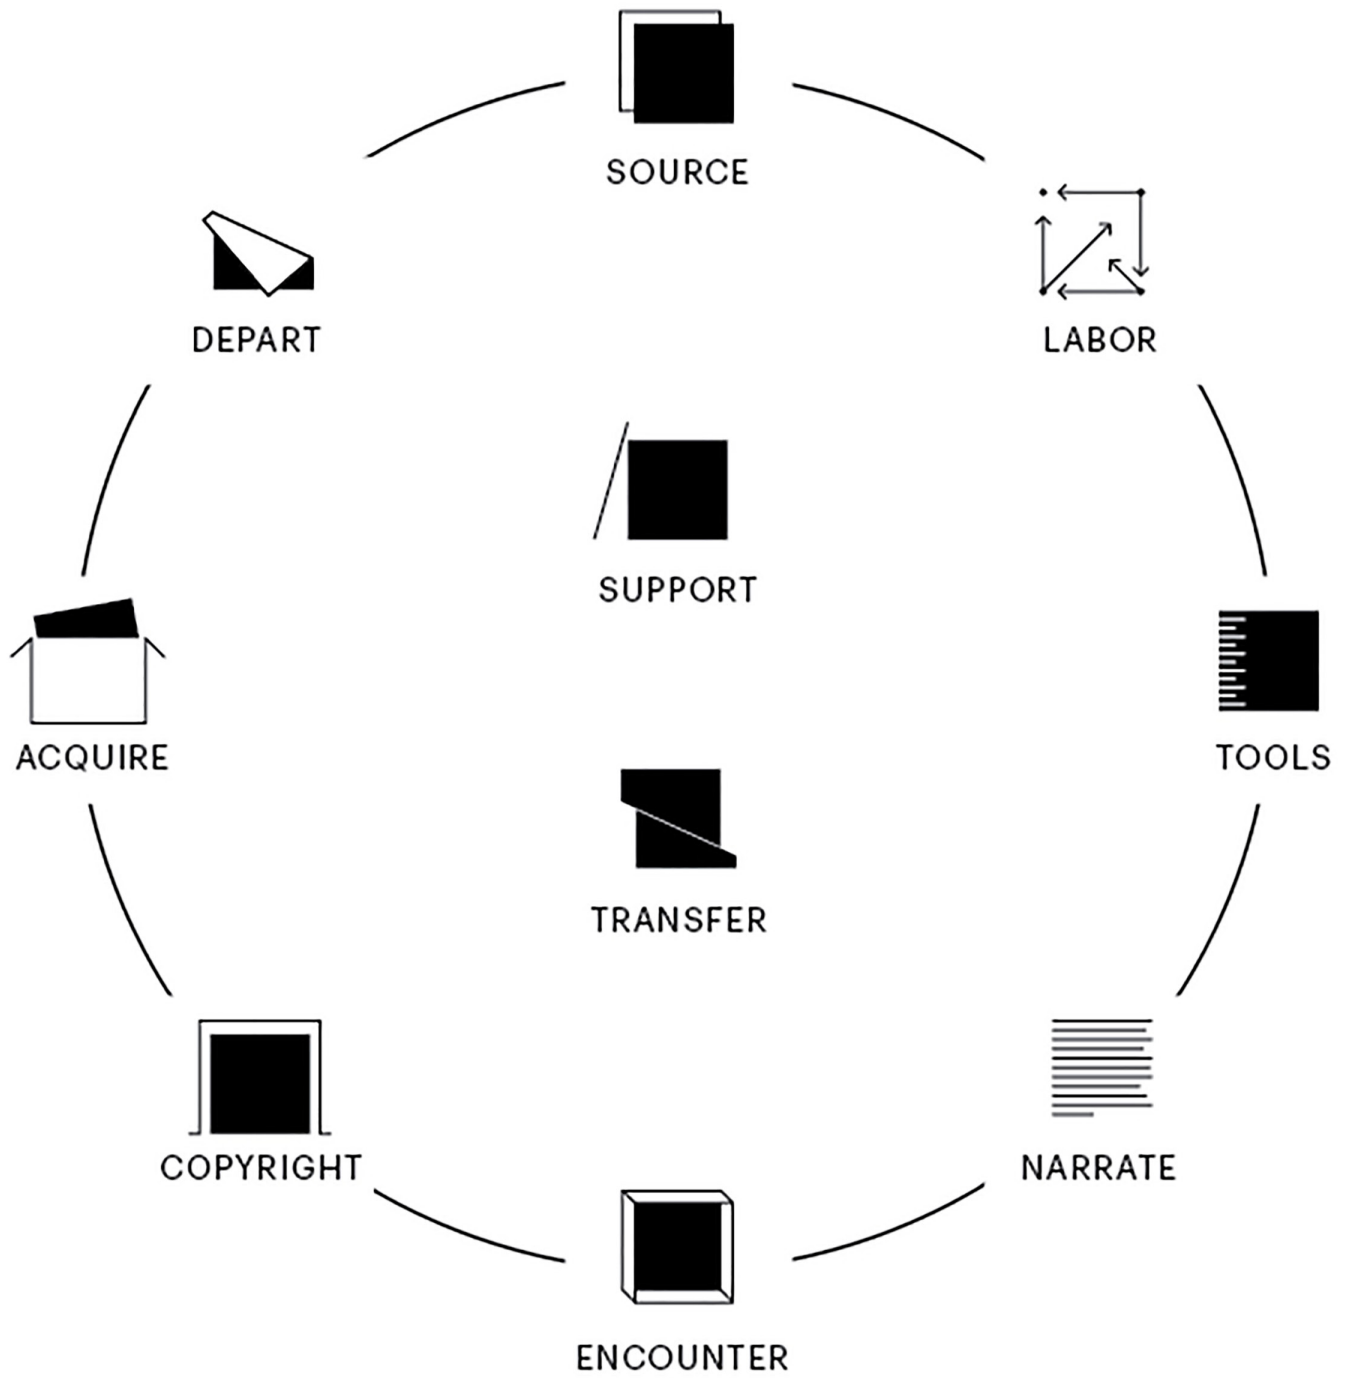 SOURCE
DEPART
LABOR
SUPPORT
ACQUIRE
TOOLS
TRANSFER
COPYRIGHT
NARRATE
ENCOUNTER